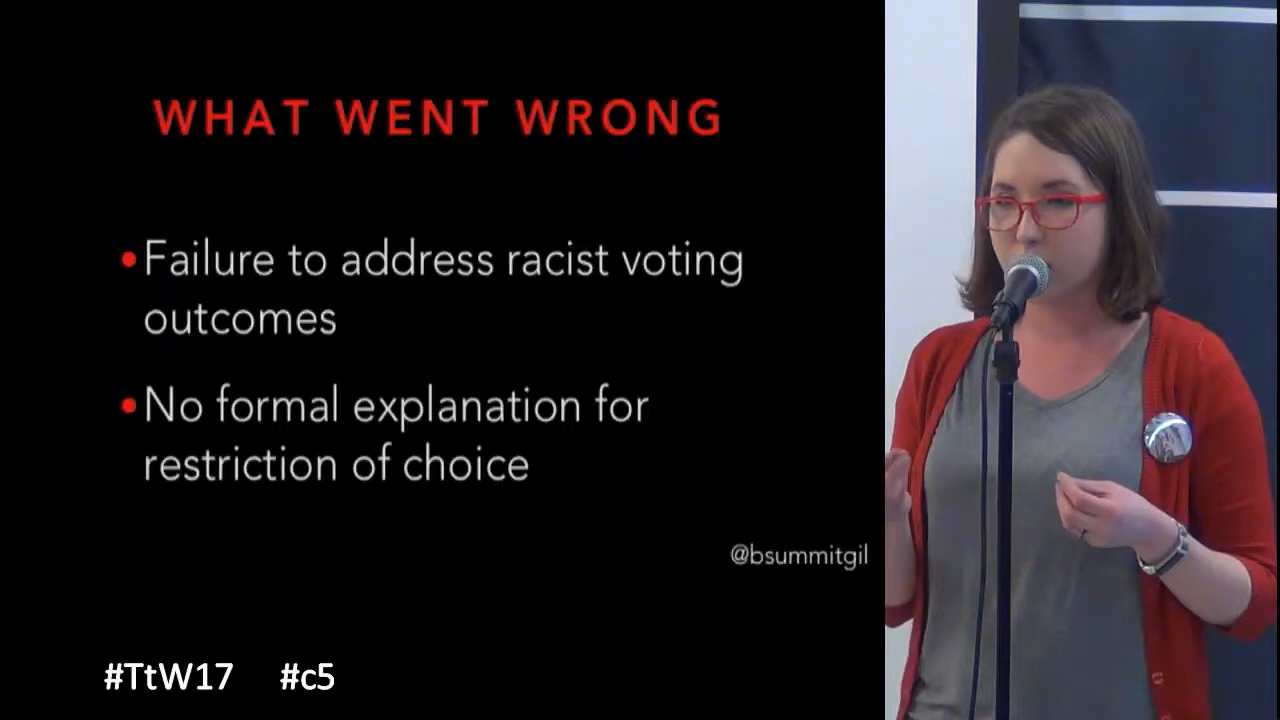 WHAT WENT WRONG
•Failure to address racist voting
outcomes
•No formal explanation for
restriction of choice
@bsummitgil
#TtW17 #c5